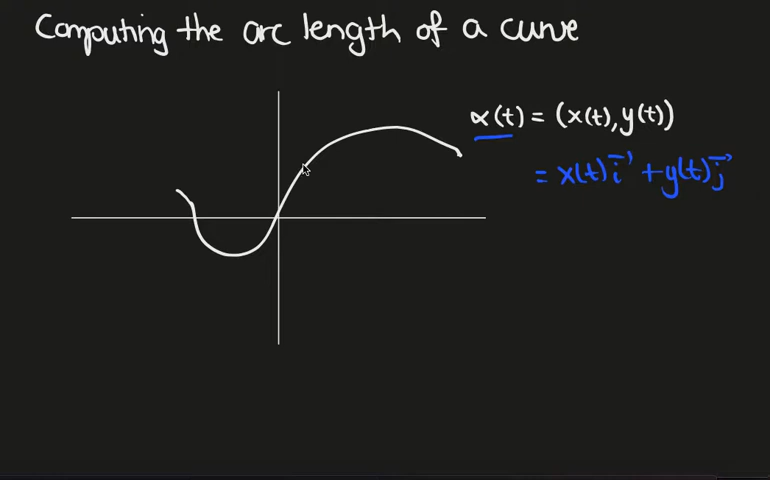 Computing the arc length of a curve
α(t) = (x(t), y(t))
= x(t) i⃗ + y(t) j⃗